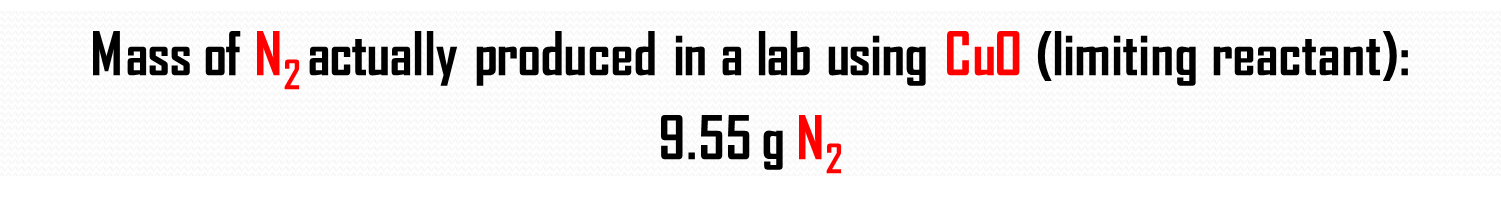 Mass of N₂ actually produced in a lab using CuO (limiting reactant):
9.55 g N₂